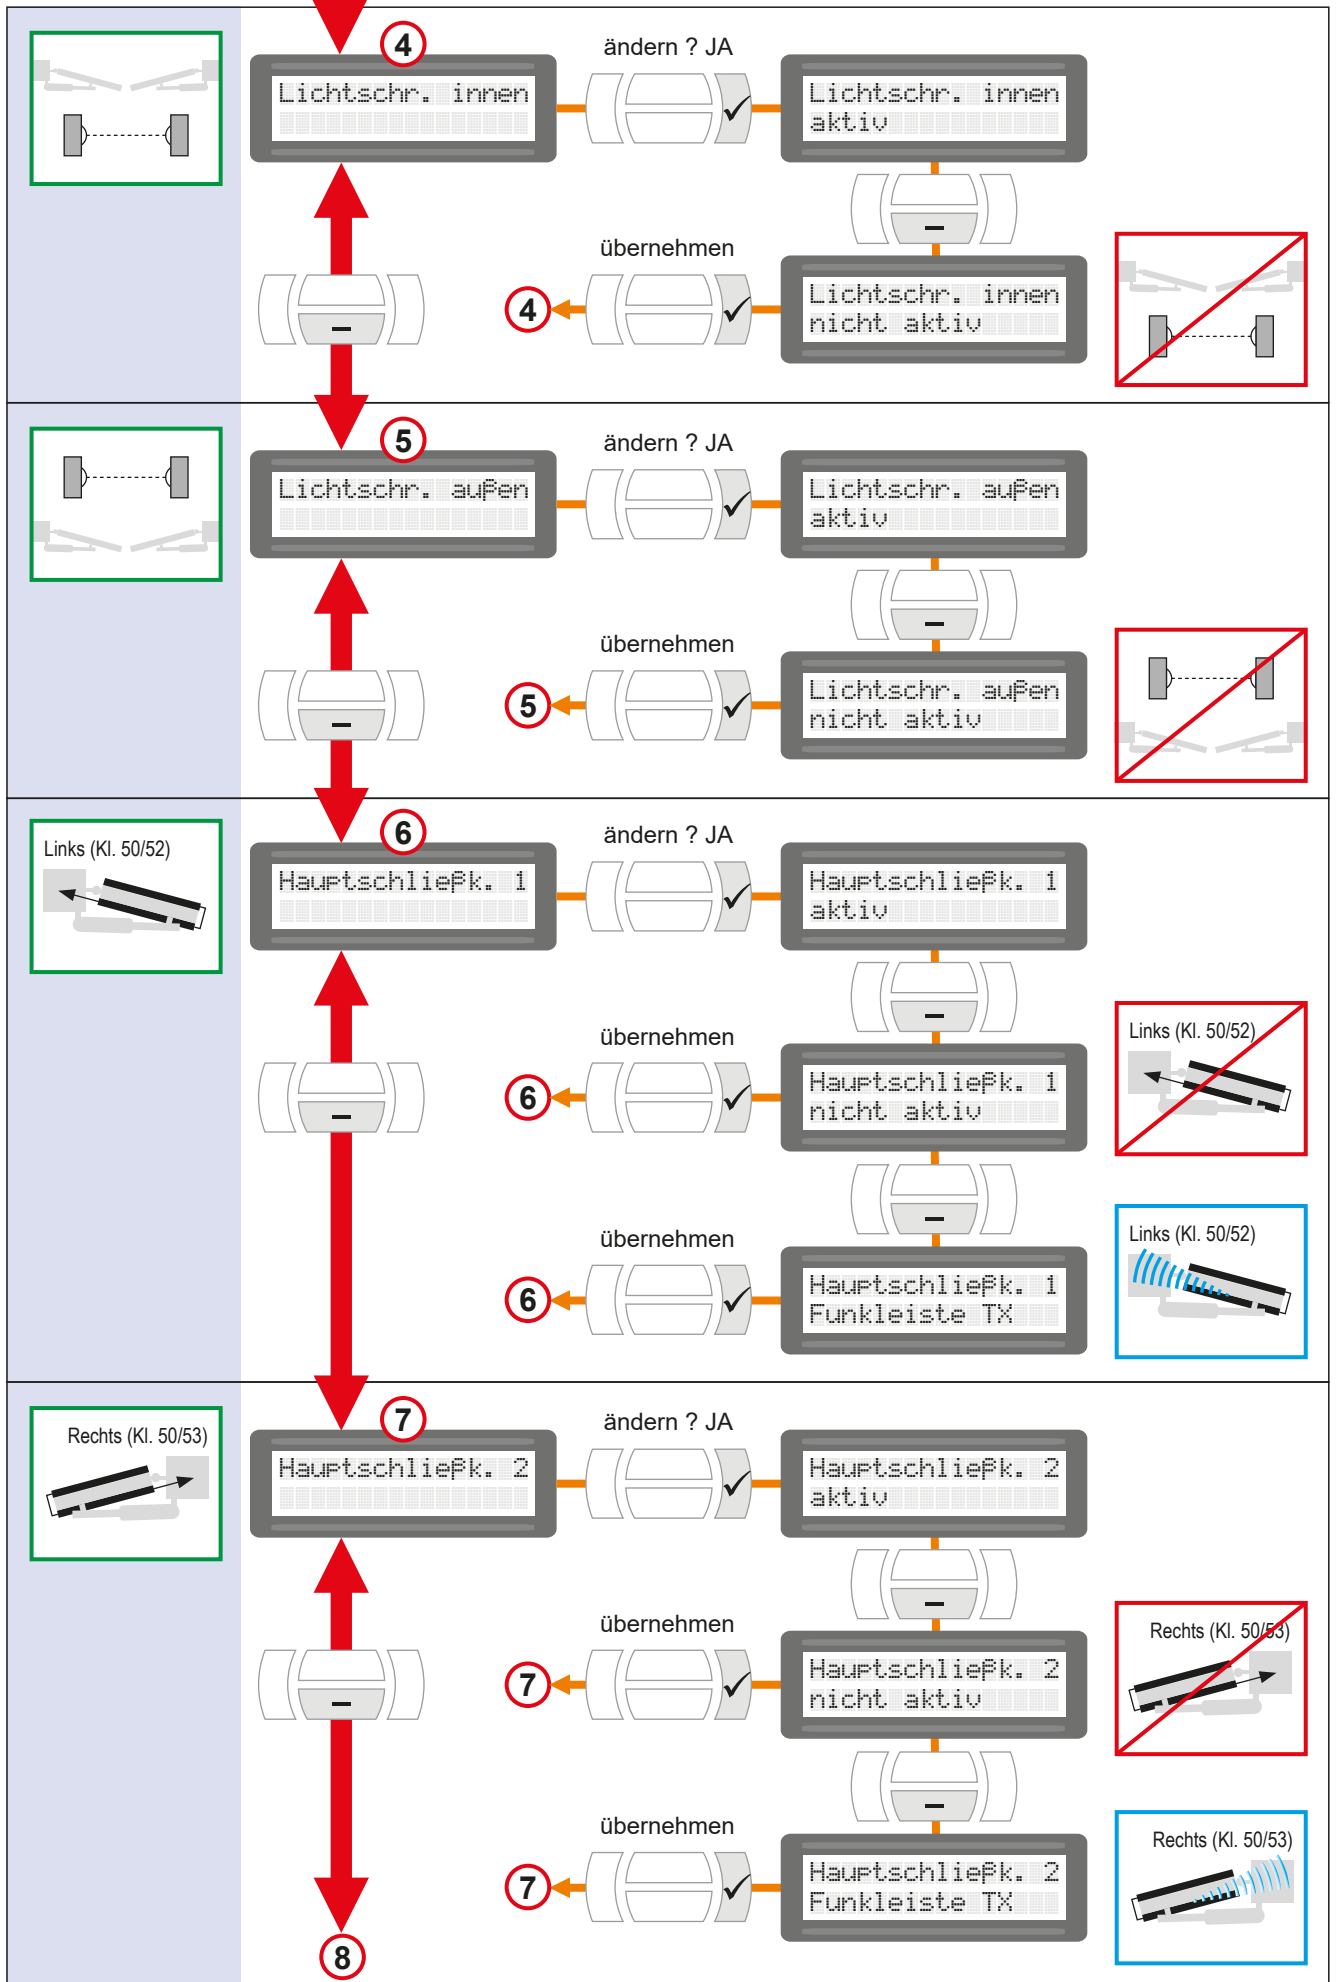 4
ändern ? JA
Lichtschr. innen
Lichtschr. innen
aktiv
–
übernehmen
–
4
Lichtschr. innen
nicht aktiv
5
ändern ? JA
Lichtschr. außen
Lichtschr. außen
aktiv
–
übernehmen
–
5
Lichtschr. außen
nicht aktiv
6
ändern ? JA
Links (Kl. 50/52)
Hauptschließk. 1
Hauptschließk. 1
aktiv
–
übernehmen
Links (Kl. 50/52)
–
6
Hauptschließk. 1
nicht aktiv
–
übernehmen
Links (Kl. 50/52)
6
Hauptschließk. 1
Funkleiste TX
7
ändern ? JA
Rechts (Kl. 50/53)
Hauptschließk. 2
Hauptschließk. 2
aktiv
–
übernehmen
Rechts (Kl. 50/53)
–
7
Hauptschließk. 2
nicht aktiv
–
übernehmen
Rechts (Kl. 50/53)
7
Hauptschließk. 2
Funkleiste TX
8